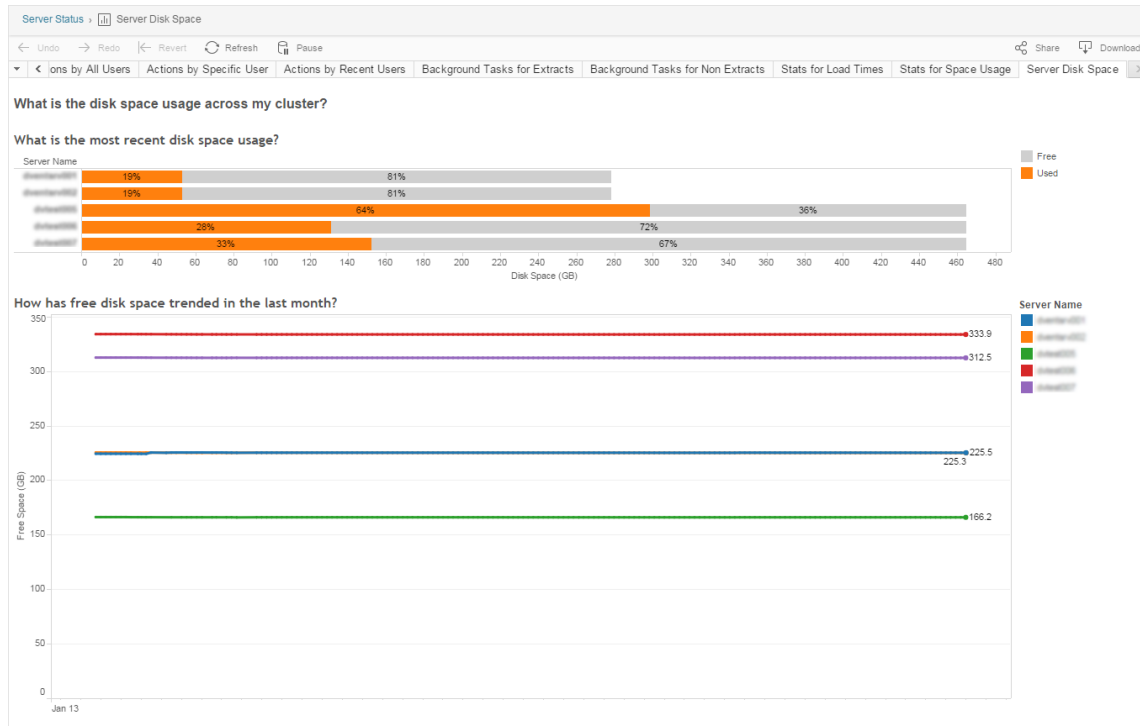 Server Status › Server Disk Space
Undo Redo Revert Refresh Pause Share Download
ons by All Users Actions by Specific User Actions by Recent Users Background Tasks for Extracts Background Tasks for Non Extracts Stats for Load Times Stats for Space Usage Server Disk Space
What is the disk space usage across my cluster?
What is the most recent disk space usage?
Server Name
Free
Used
19% 81%
19% 81%
64% 36%
28% 72%
33% 67%
0 20 40 60 80 100 120 140 160 180 200 220 240 260 280 300 320 340 360 380 400 420 440 460 480
Disk Space (GB)
How has free disk space trended in the last month?
Server Name
350
333.9
312.5
300
250
225.5
225.3
200
166.2
150
100
50
0
Free Space (GB)
Jan 13